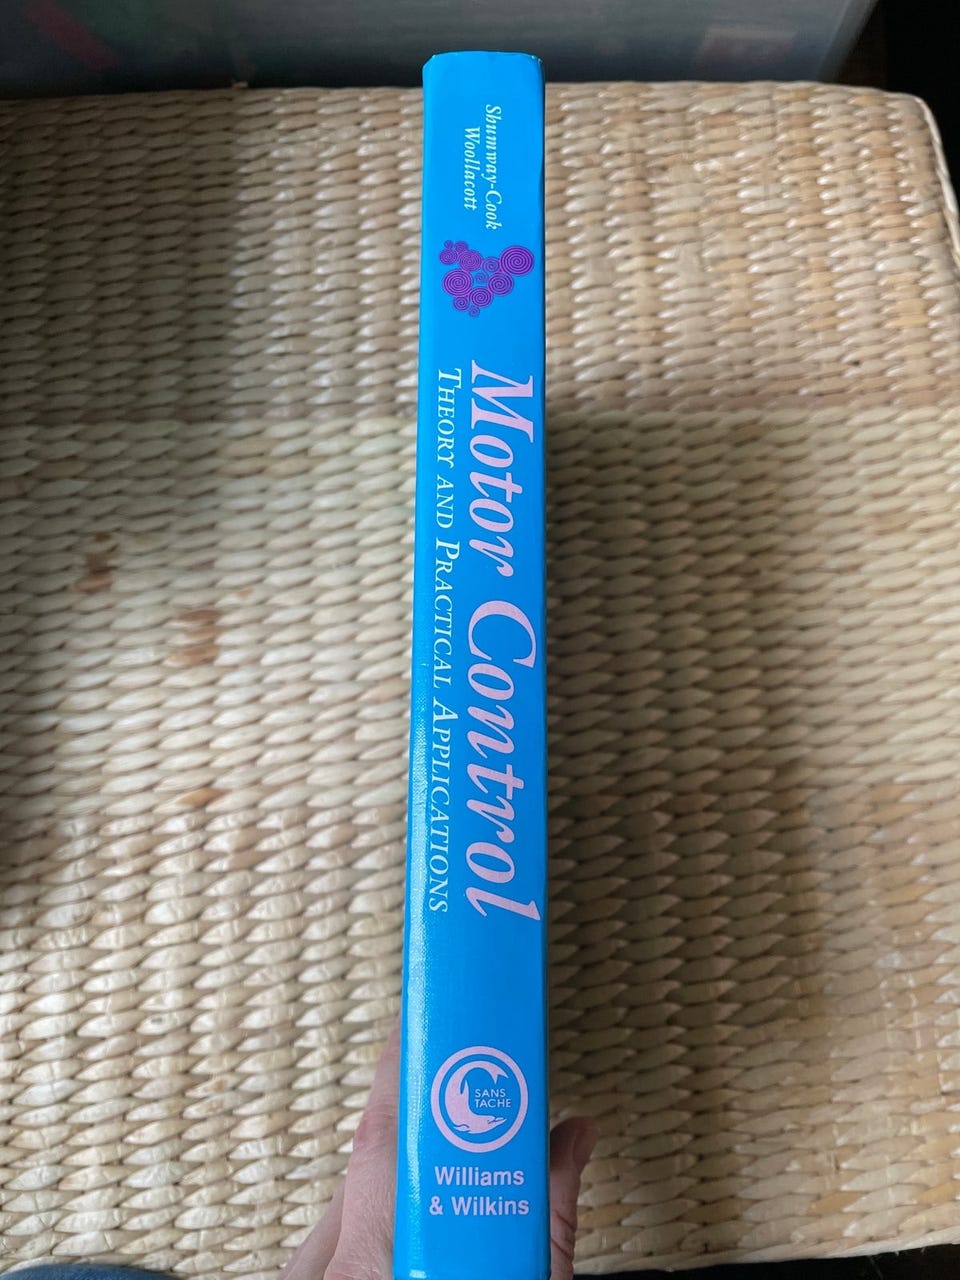 Shumway-Cook
Woollacott
Motor Control
THEORY AND PRACTICAL APPLICATIONS
SANS
TACHE
Williams
& Wilkins